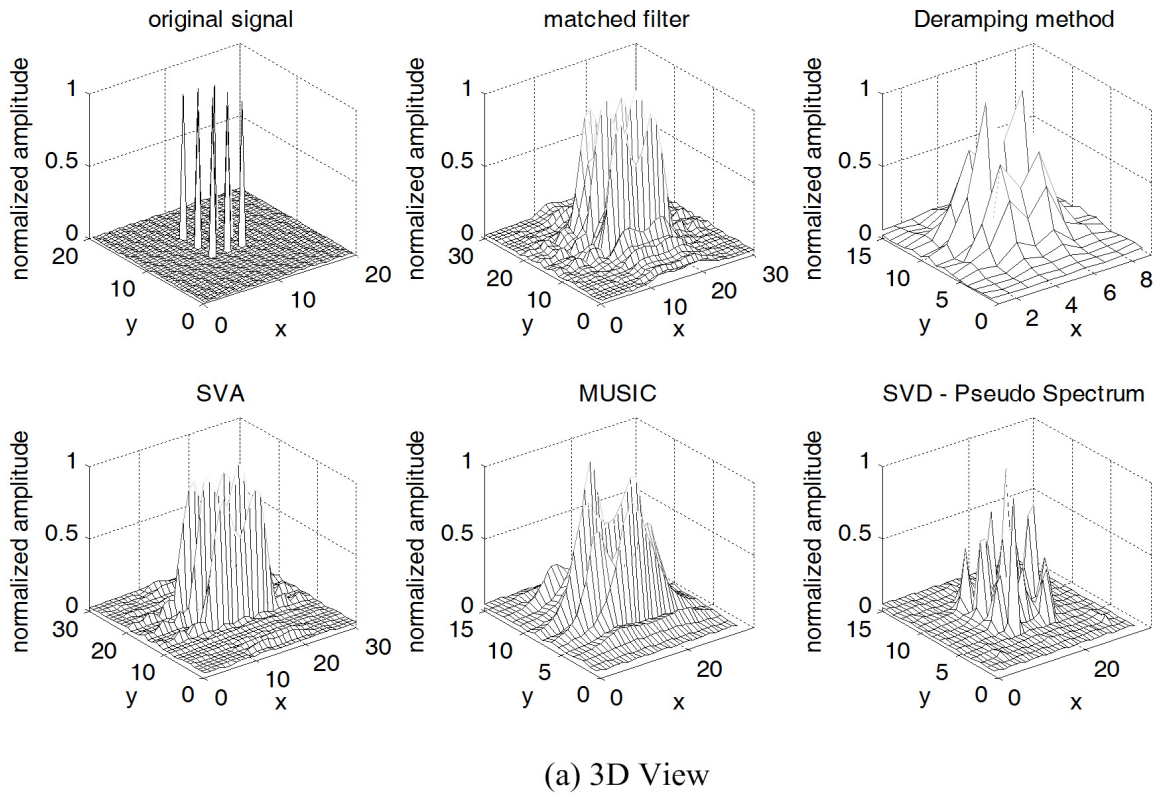 original signal
matched filter
Deramping method
normalized amplitude
1
0.5
0
20
10
0
y
0
10
20
x
normalized amplitude
1
0.5
0
30
20
10
0
y
0
10
20
30
x
normalized amplitude
1
0.5
0
15
10
5
0
y
2
4
6
8
x
SVA
MUSIC
SVD - Pseudo Spectrum
normalized amplitude
1
0.5
0
30
20
10
0
y
0
10
20
30
x
normalized amplitude
1
0.5
0
15
10
5
0
y
0
20
x
normalized amplitude
1
0.5
0
15
10
5
0
y
0
20
x
(a) 3D View